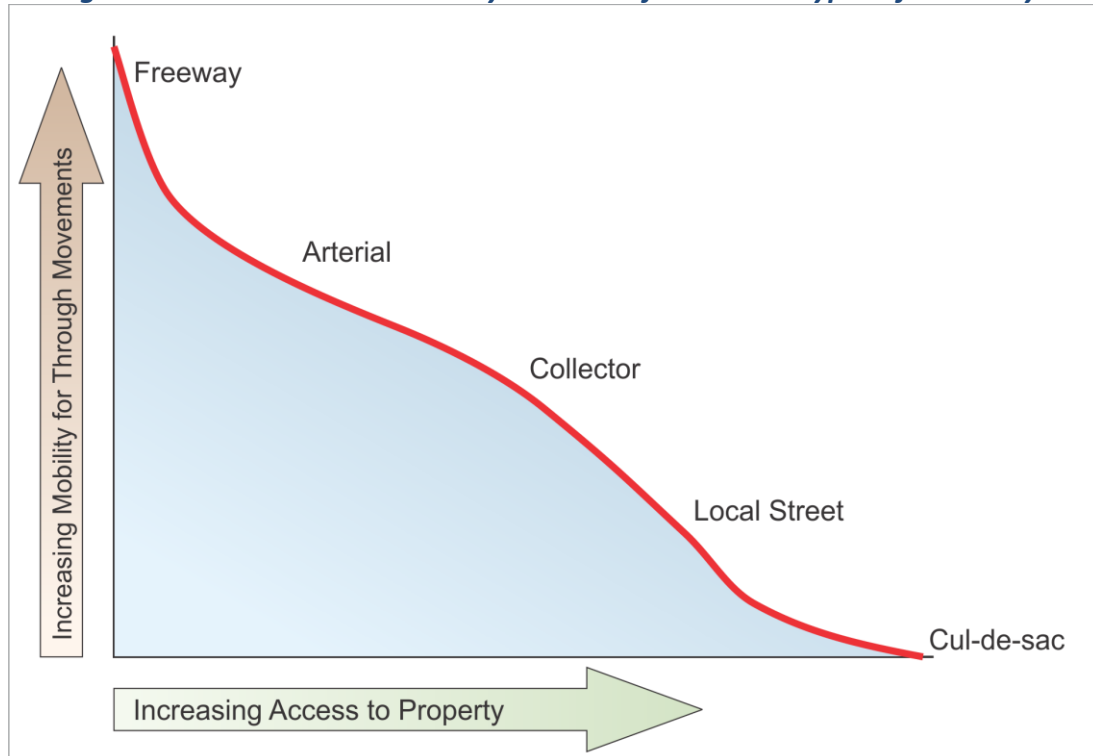 Freeway
Increasing Mobility for Through Movements
Arterial
Collector
Local Street
Cul-de-sac
Increasing Access to Property